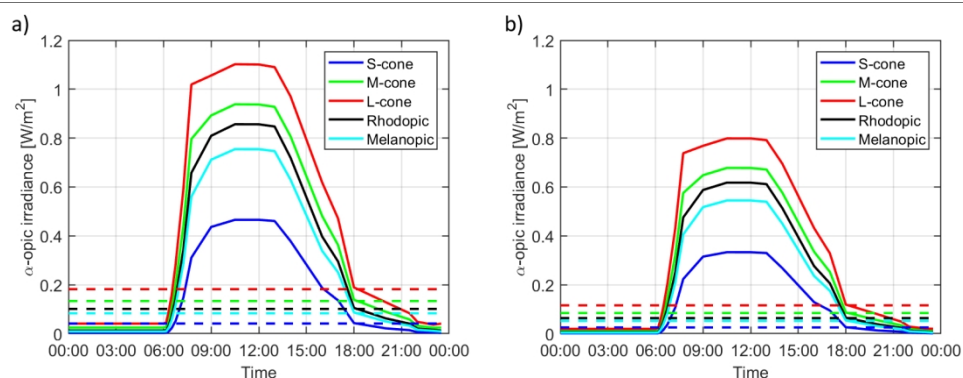 a)
α-opic irradiance [W/m²]
1.2
1
0.8
0.6
0.4
0.2
0
00:00 03:00 06:00 09:00 12:00 15:00 18:00 21:00 00:00
Time
S-cone
M-cone
L-cone
Rhodopic
Melanopic
b)
α-opic irradiance [W/m²]
1.2
1
0.8
0.6
0.4
0.2
0
00:00 03:00 06:00 09:00 12:00 15:00 18:00 21:00 00:00
Time
S-cone
M-cone
L-cone
Rhodopic
Melanopic